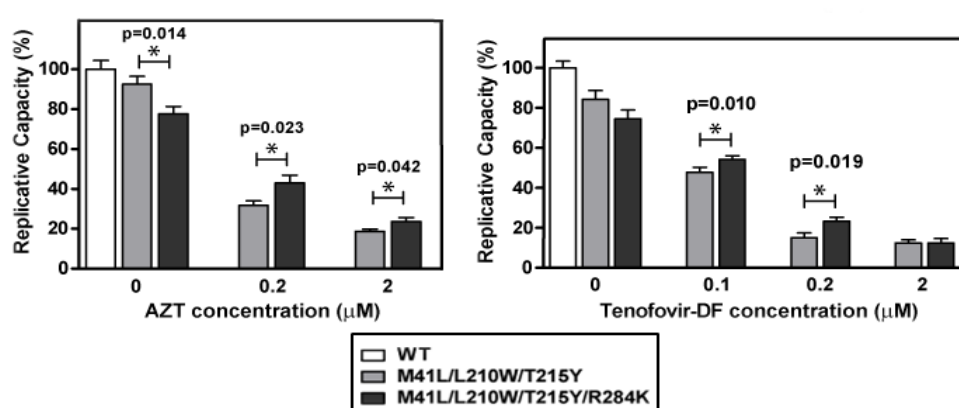 p=0.014
*
p=0.023
*
p=0.042
*
Replicative Capacity (%)
100
80
60
40
20
0
0
0.2
2
AZT concentration (μM)
p=0.010
*
p=0.019
*
Replicative Capacity (%)
100
80
60
40
20
0
0
0.1
0.2
2
Tenofovir-DF concentration (μM)
WT
M41L/L210W/T215Y
M41L/L210W/T215Y/R284K